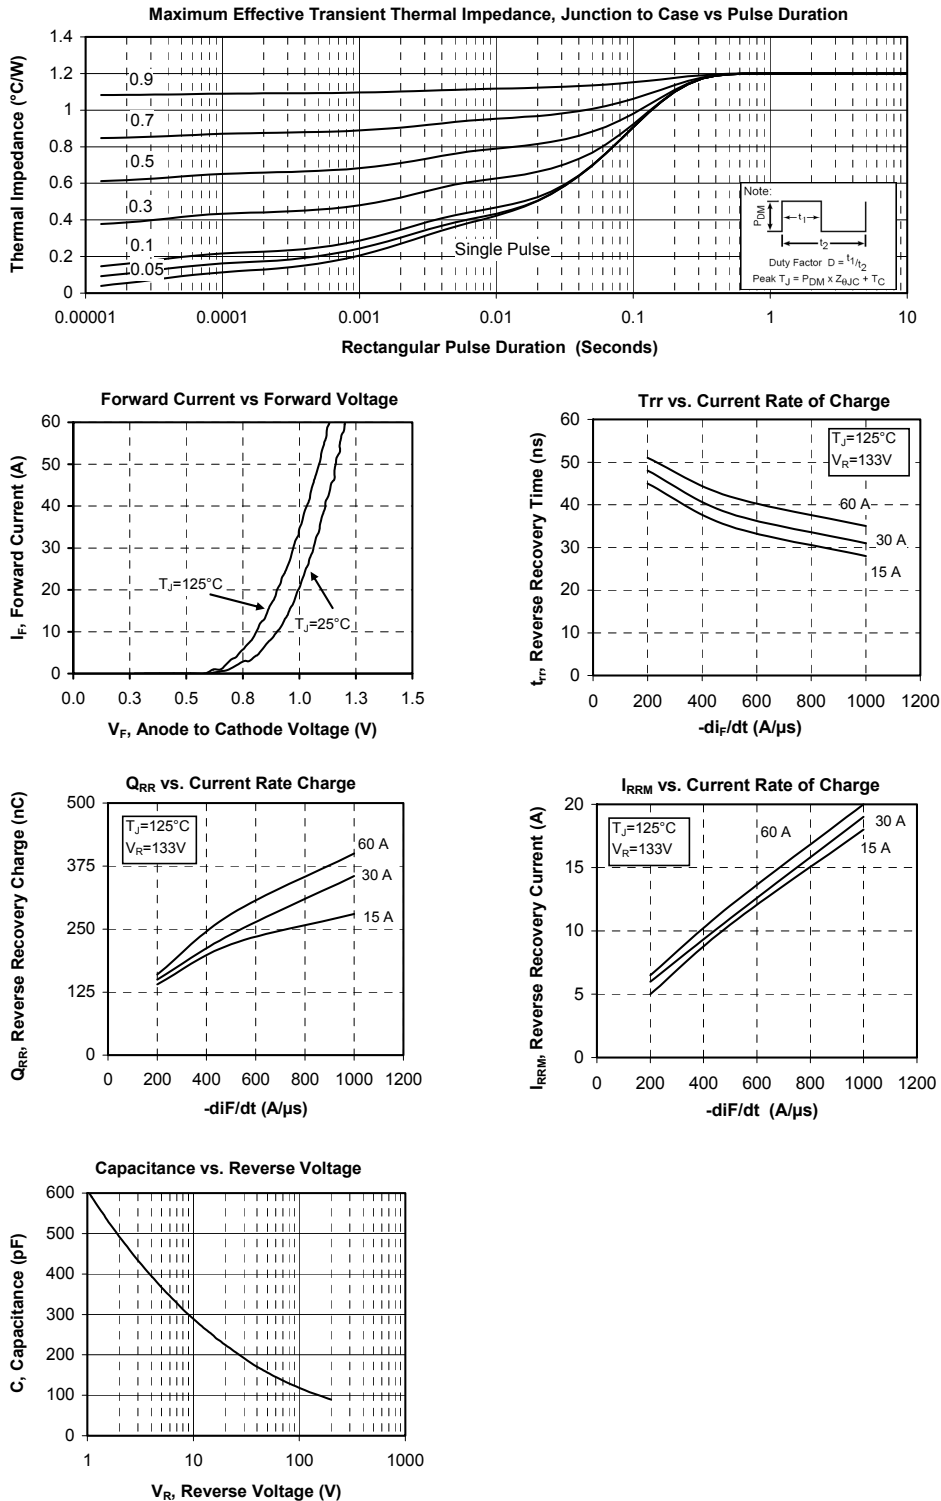 Maximum Effective Transient Thermal Impedance, Junction to Case vs Pulse Duration
Thermal Impedance (°C/W)
1.4
1.2
1
0.8
0.6
0.4
0.2
0
0.9
0.7
0.5
0.3
0.1
0.05
Single Pulse
Note:
PDM
t1
t2
Duty Factor D = t1/t2
Peak TJ = PDM x ZθJC + TC
0.00001 0.0001 0.001 0.01 0.1 1 10
Rectangular Pulse Duration (Seconds)
Forward Current vs Forward Voltage
IF, Forward Current (A)
60
50
40
30
20
10
0
TJ=125°C
TJ=25°C
0.0 0.3 0.5 0.8 1.0 1.3 1.5
VF, Anode to Cathode Voltage (V)
Trr vs. Current Rate of Charge
trr, Reverse Recovery Time (ns)
60
50
40
30
20
10
0
TJ=125°C
VR=133V
60 A
30 A
15 A
0 200 400 600 800 1000 1200
-diF/dt (A/µs)
QRR vs. Current Rate Charge
QRR, Reverse Recovery Charge (nC)
500
375
250
125
0
TJ=125°C
VR=133V
60 A
30 A
15 A
0 200 400 600 800 1000 1200
-diF/dt (A/µs)
IRRM vs. Current Rate of Charge
IRRM, Reverse Recovery Current (A)
20
15
10
5
0
TJ=125°C
VR=133V
60 A
30 A
15 A
0 200 400 600 800 1000 1200
-diF/dt (A/µs)
Capacitance vs. Reverse Voltage
C, Capacitance (pF)
600
500
400
300
200
100
0
1 10 100 1000
VR, Reverse Voltage (V)